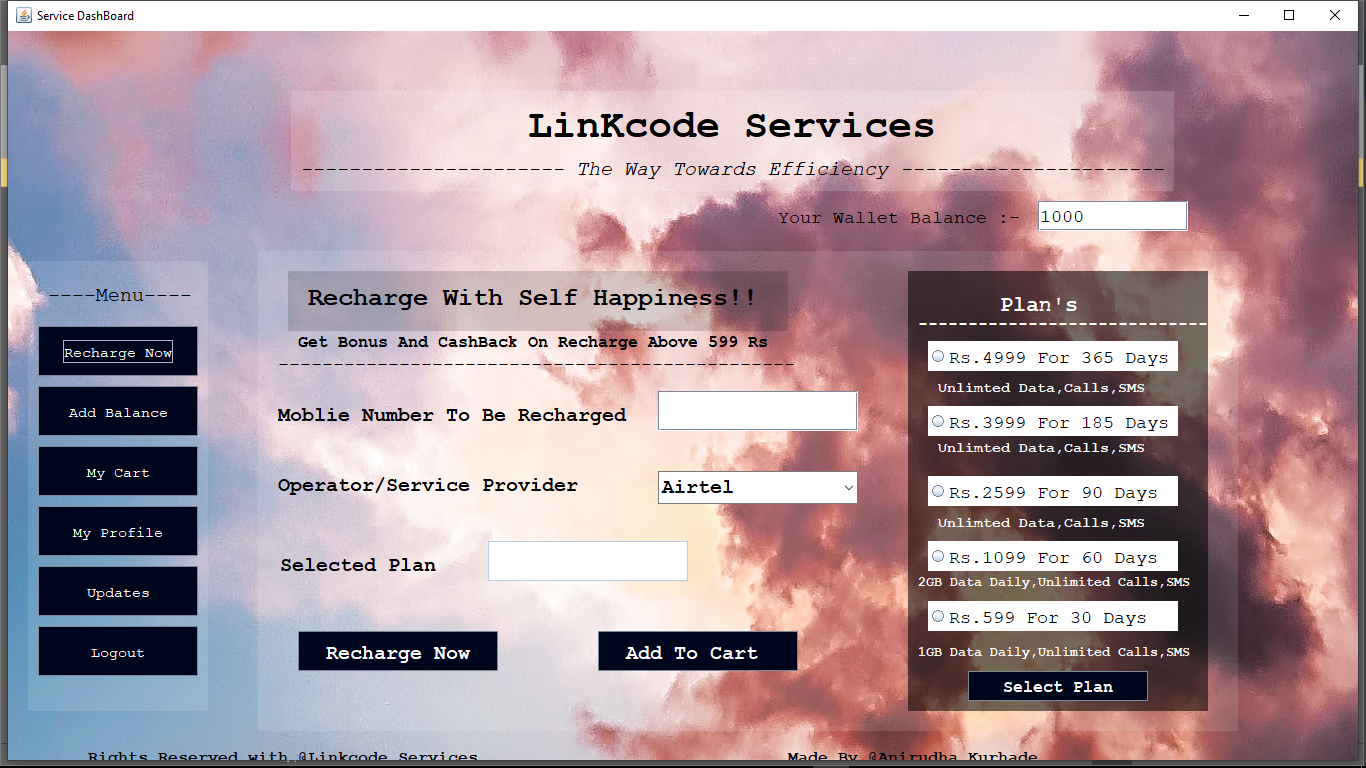 Service DashBoard
LinKcode Services
---------------------- The Way Towards Efficiency ----------------------
Your Wallet Balance :- 1000
----Menu----
Recharge Now
Add Balance
My Cart
My Profile
Updates
Logout
Recharge With Self Happiness!!
Get Bonus And CashBack On Recharge Above 599 Rs
-----------------------------------------------
Moblie Number To Be Recharged
Operator/Service Provider Airtel
Selected Plan
Recharge Now Add To Cart
Plan's
-----------------------------
Rs.4999 For 365 Days
Unlimted Data,Calls,SMS
Rs.3999 For 185 Days
Unlimted Data,Calls,SMS
Rs.2599 For 90 Days
Unlimted Data,Calls,SMS
Rs.1099 For 60 Days
2GB Data Daily,Unlimited Calls,SMS
Rs.599 For 30 Days
1GB Data Daily,Unlimited Calls,SMS
Select Plan
Rights Reserved with @Linkcode Services Made By @Anirudha Kurhade